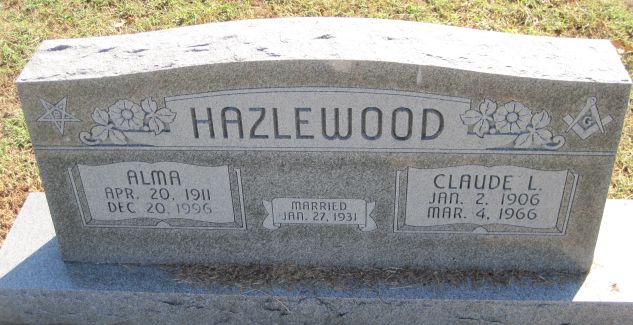 HAZLEWOOD
G
ALMA
APR. 20, 1911
DEC 20, 1996
MARRIED
JAN. 27, 1931
CLAUDE L.
JAN. 2, 1906
MAR. 4, 1966